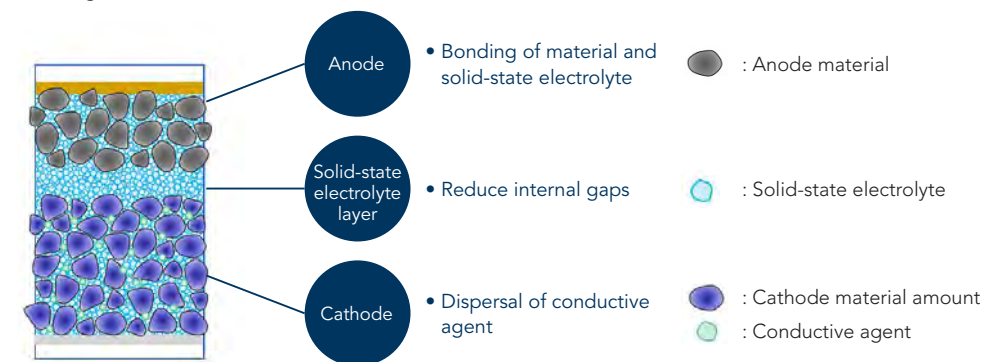 Anode
• Bonding of material and
solid-state electrolyte
: Anode material
Solid-state
electrolyte
layer
• Reduce internal gaps
: Solid-state electrolyte
Cathode
• Dispersal of conductive
agent
: Cathode material amount
: Conductive agent